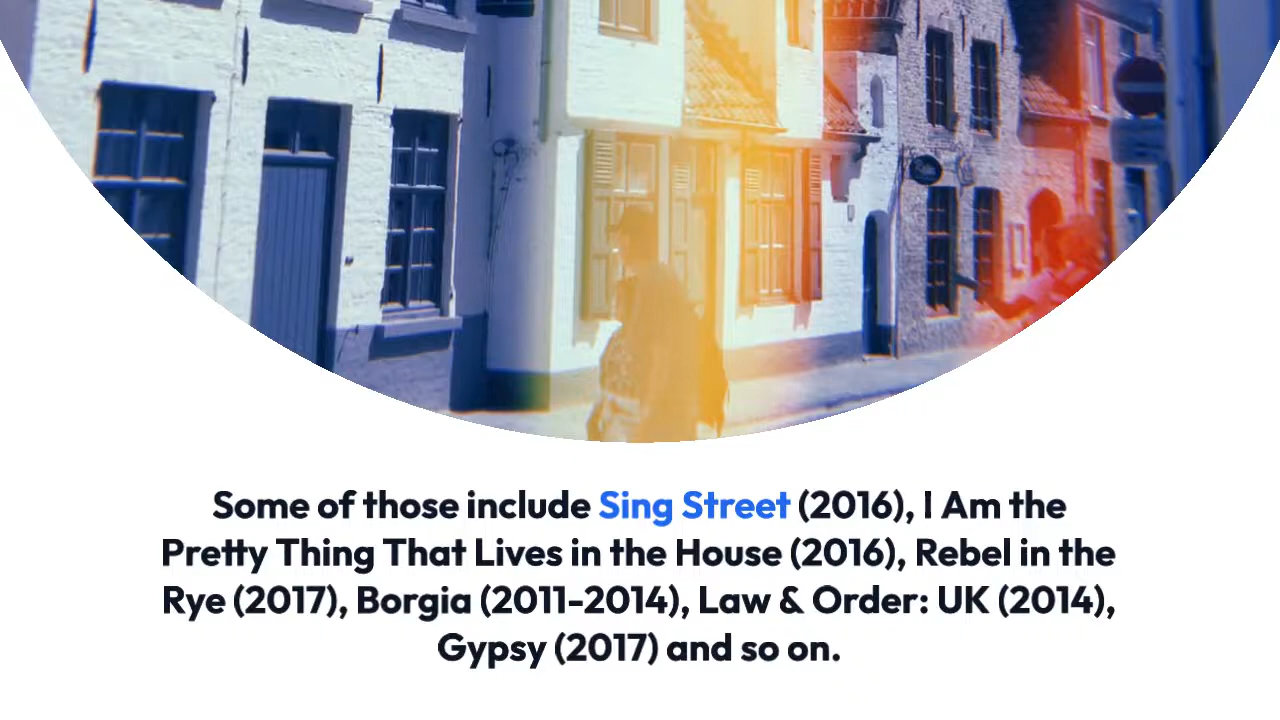 Some of those include Sing Street (2016), I Am the
Pretty Thing That Lives in the House (2016), Rebel in the
Rye (2017), Borgia (2011-2014), Law & Order: UK (2014),
Gypsy (2017) and so on.